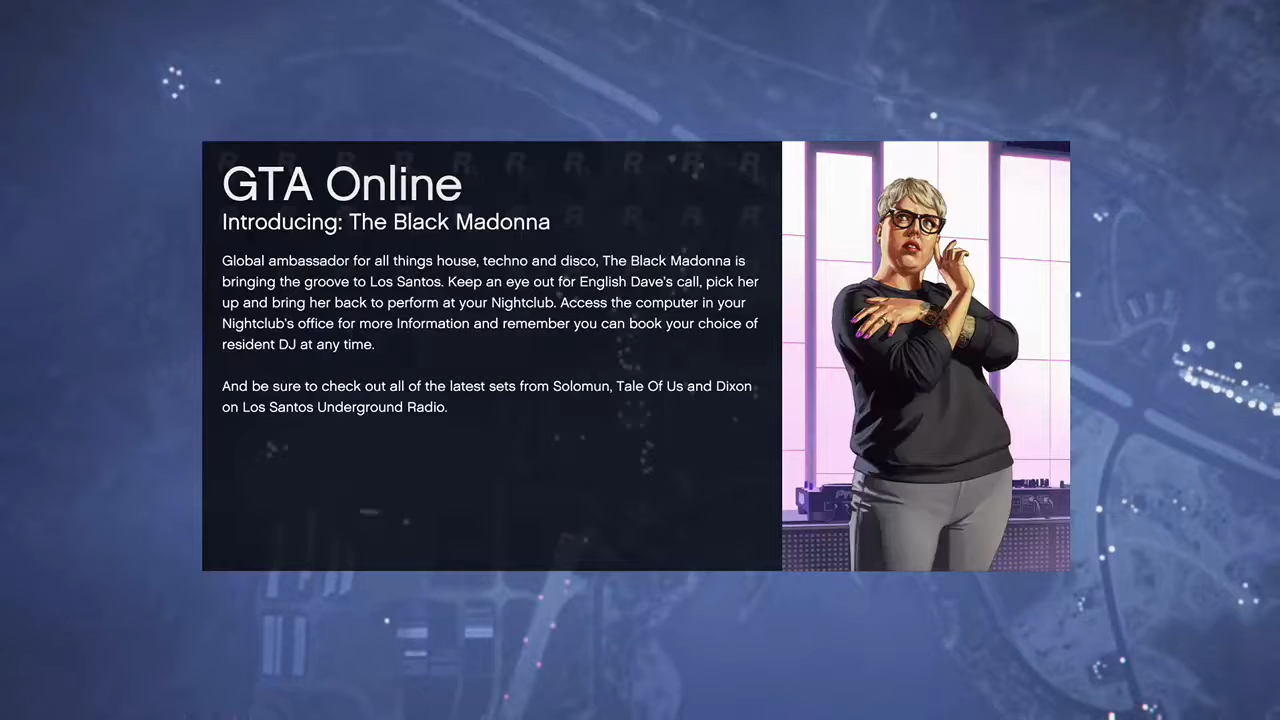 GTA Online
Introducing: The Black Madonna
Global ambassador for all things house, techno and disco, The Black Madonna is
bringing the groove to Los Santos. Keep an eye out for English Dave's call, pick her
up and bring her back to perform at your Nightclub. Access the computer in your
Nightclub's office for more Information and remember you can book your choice of
resident DJ at any time.
And be sure to check out all of the latest sets from Solomun, Tale Of Us and Dixon
on Los Santos Underground Radio.